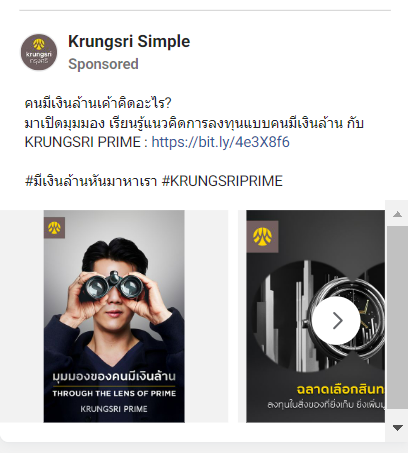 Krungsri Simple
Sponsored
krungsri
กรุงศรี
คนมีเงินล้านเค้าคิดอะไร?
มาเปิดมุมมอง เรียนรู้แนวคิดการลงทุนแบบคนมีเงินล้าน กับ
KRUNGSRI PRIME : https://bit.ly/4e3X8f6
#มีเงินล้านหันมาหาเรา #KRUNGSRIPRIME
มุมมองของคนมีเงินล้าน
THROUGH THE LENS OF PRIME
KRUNGSRI PRIME
ฉลาดเลือกสินท
ลงทุนในสิ่งของที่ยิ่งเก็บ ยิ่งเพิ่มมู